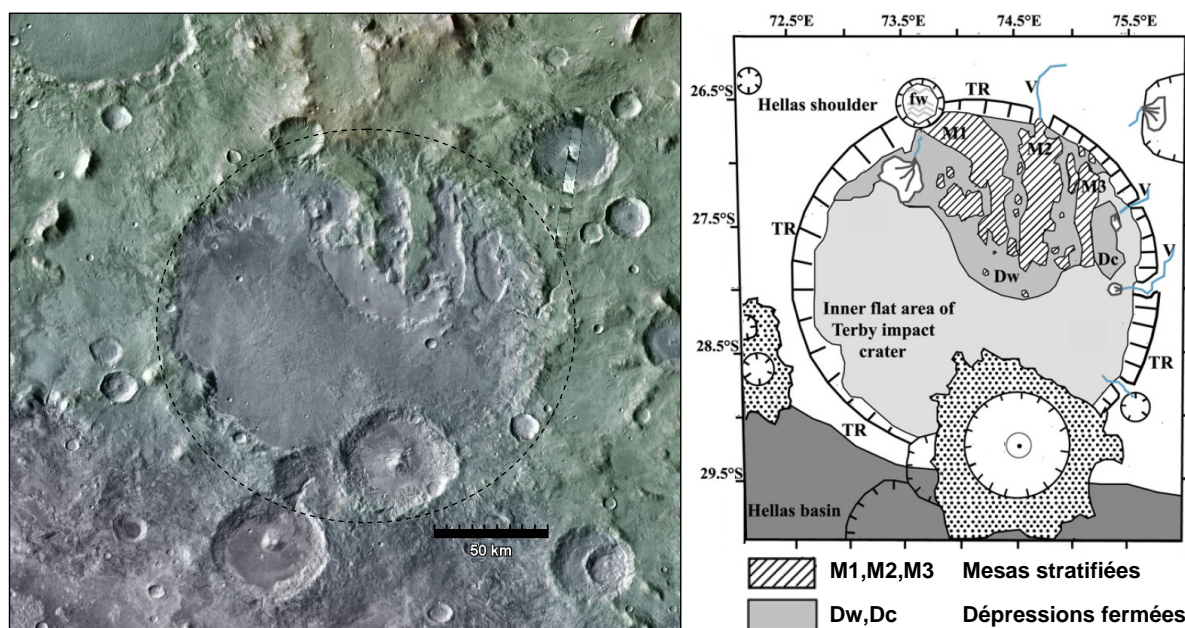 50 km
72.5°E 73.5°E 74.5°E 75.5°E
26.5°S
27.5°S
28.5°S
29.5°S
Hellas shoulder
fw
TR
V
M1
M2
M3
V
TR
V
Dc
Dw
Inner flat area of
Terby impact
crater
TR
TR
Hellas basin
M1,M2,M3 Mesas stratifiées
Dw,Dc Dépressions fermées